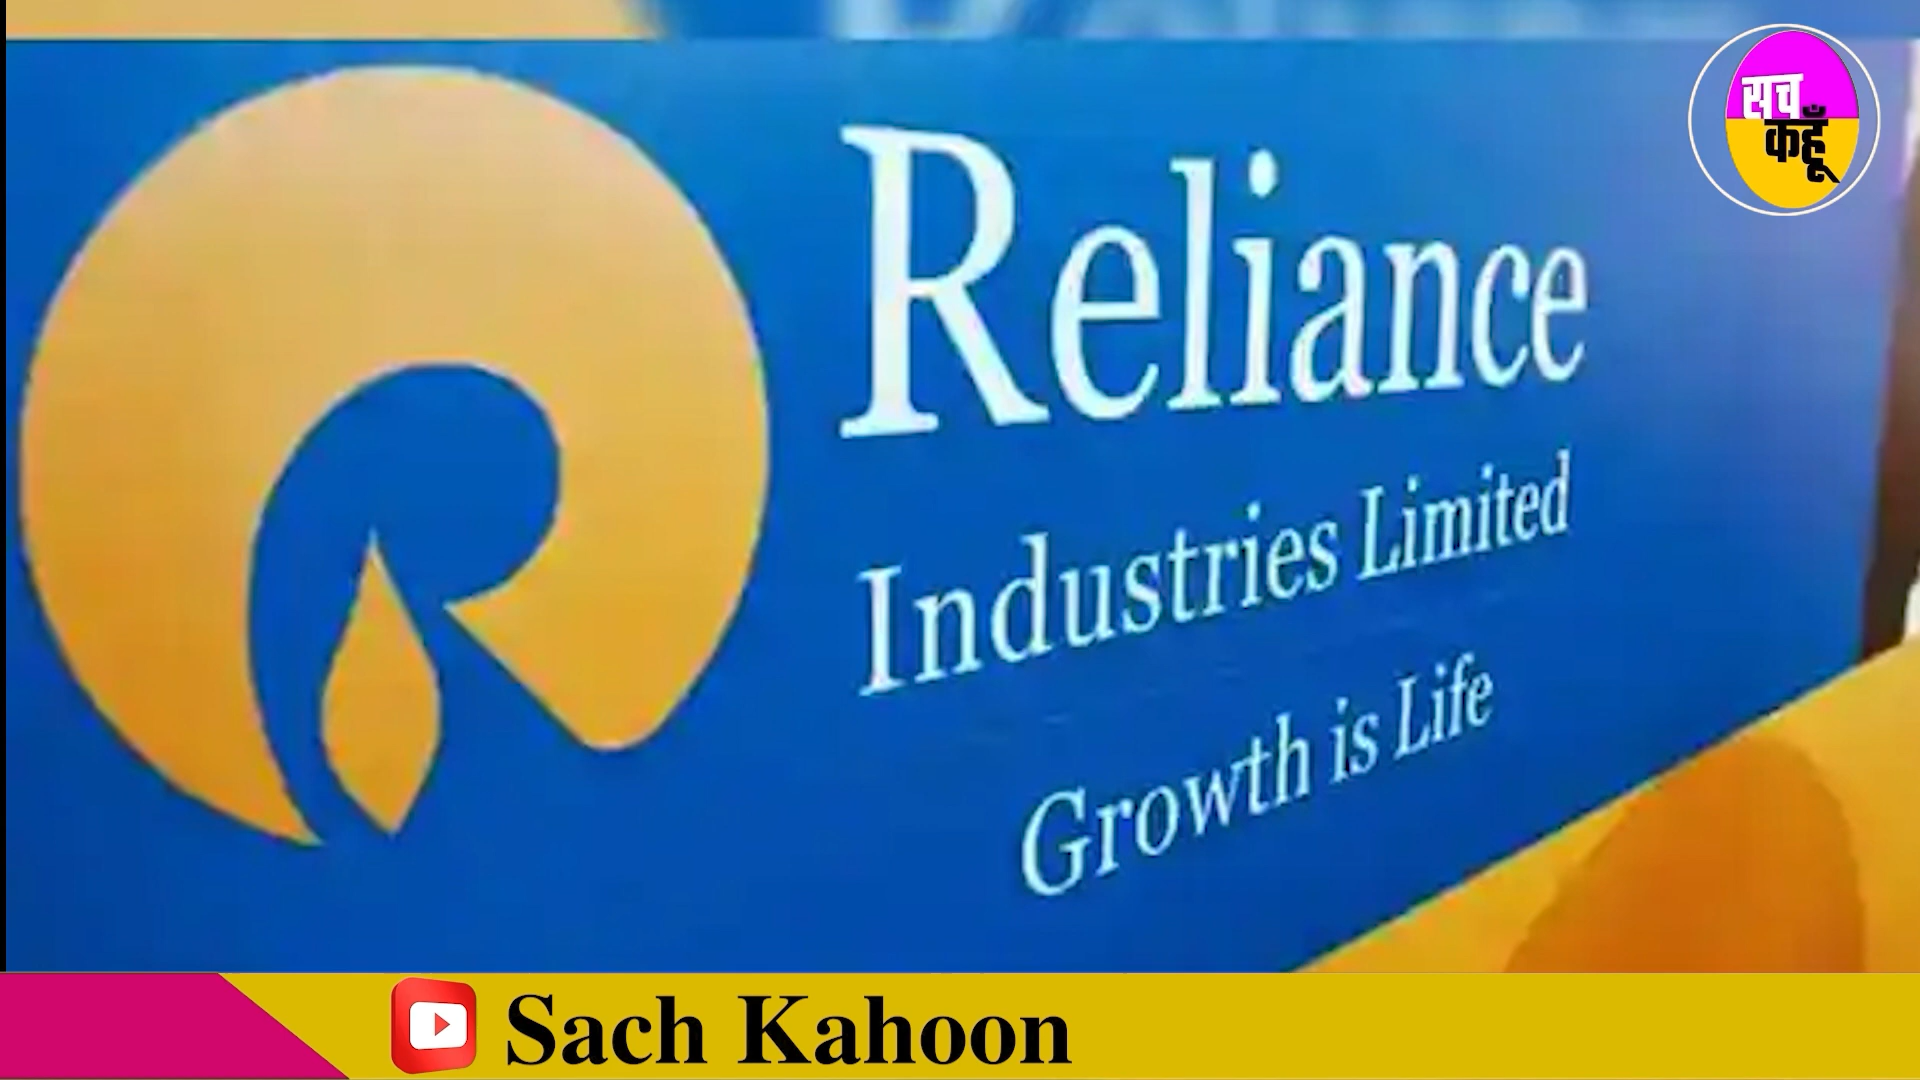 सच
कहूँ
Reliance
Industries Limited
Growth is Life
Sach Kahoon